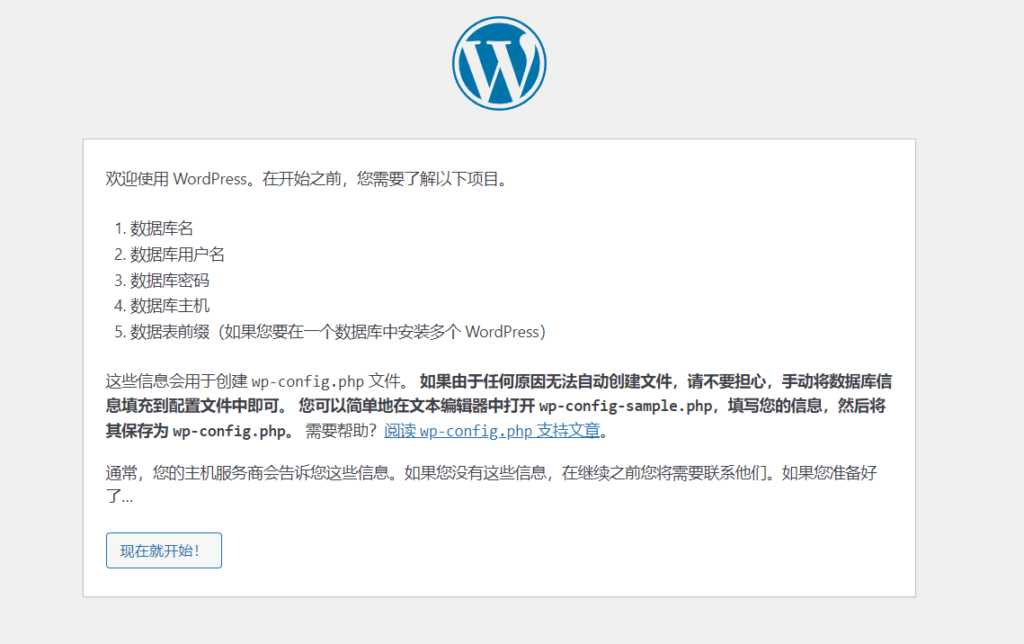 欢迎使用 WordPress。在开始之前，您需要了解以下项目。
1. 数据库名
2. 数据库用户名
3. 数据库密码
4. 数据库主机
5. 数据表前缀（如果您要在一个数据库中安装多个 WordPress）
这些信息会用于创建 wp-config.php 文件。 如果由于任何原因无法自动创建文件，请不要担心，手动将数据库信
息填充到配置文件中即可。 您可以简单地在文本编辑器中打开 wp-config-sample.php，填写您的信息，然后将
其保存为 wp-config.php。 需要帮助？阅读 wp-config.php 支持文章。
通常，您的主机服务商会告诉您这些信息。如果您没有这些信息，在继续之前您将需要联系他们。如果您准备好
了…
现在就开始！